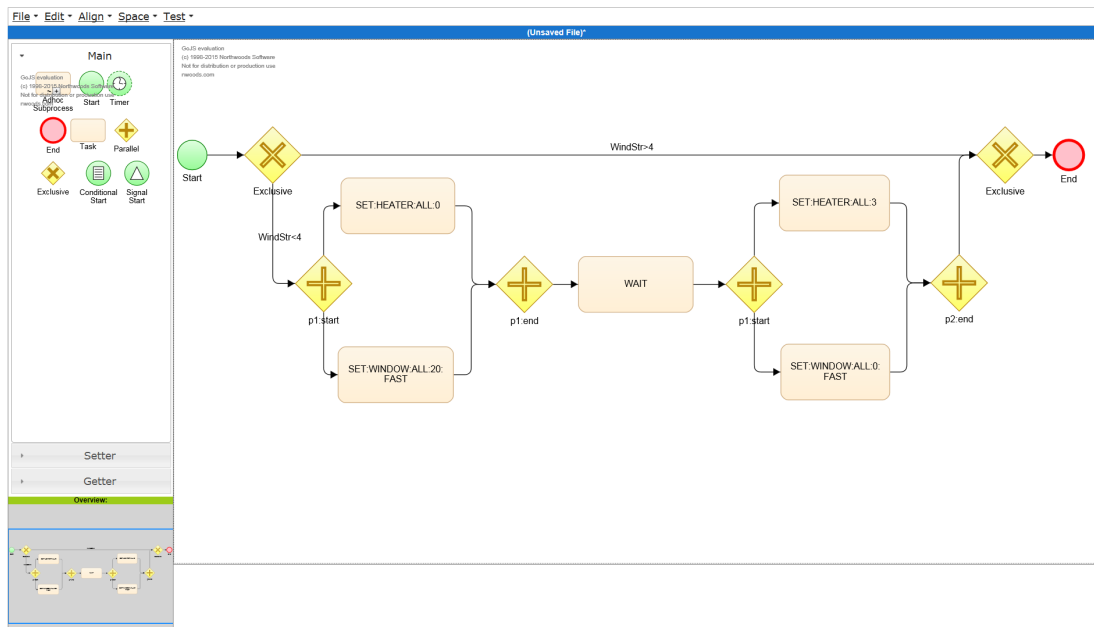 File Edit Align Space Test
(Unsaved File)*
Main
GoJS evaluation
(c) 1998-2015 Northwoods Software
Not for distribution or production use
nwoods.com
Adhoc
Subprocess
Start
Timer
End
Task
Parallel
Exclusive
Conditional
Start
Signal
Start
Setter
Getter
Overview:
GoJS evaluation
(c) 1998-2015 Northwoods Software
Not for distribution or production use
nwoods.com
Start
Exclusive
WindStr>4
Exclusive
End
WindStr<4
SET:HEATER:ALL:0
p1:start
SET:WINDOW:ALL:20:
FAST
p1:end
WAIT
SET:HEATER:ALL:3
p1:start
SET:WINDOW:ALL:0:
FAST
p2:end